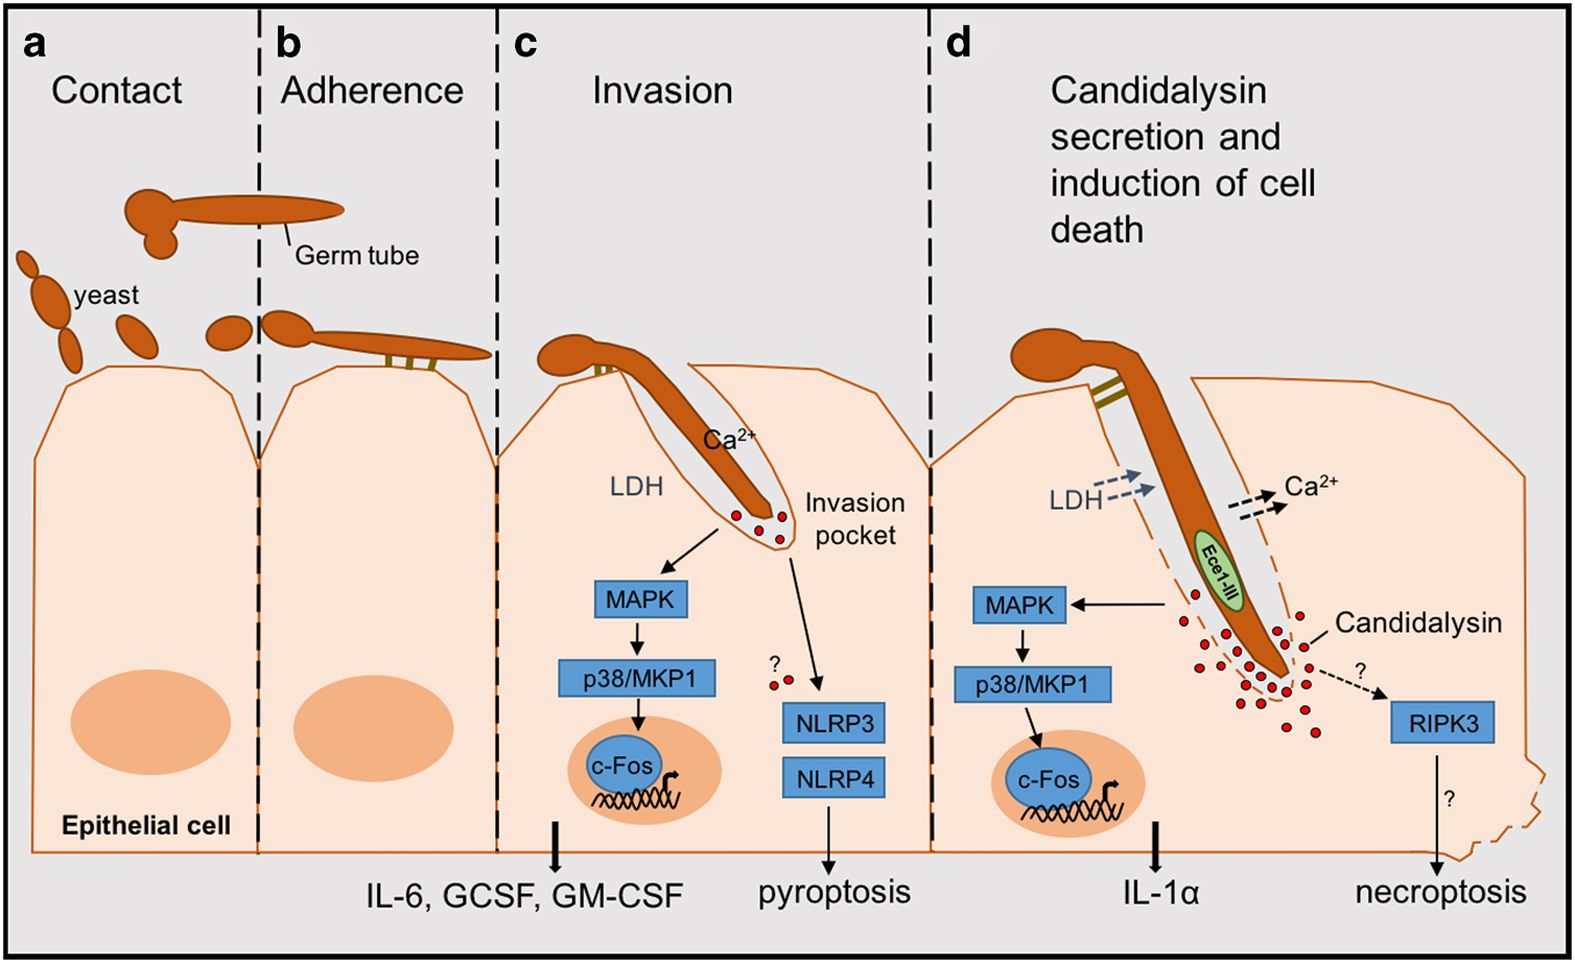 a
Contact
yeast
Epithelial cell
b
Adherence
Germ tube
c
Invasion
Ca²⁺
LDH
Invasion
pocket
MAPK
p38/MKP1
c-Fos
?
NLRP3
NLRP4
IL-6, GCSF, GM-CSF
pyroptosis
d
Candidalysin
secretion and
induction of cell
death
LDH
Ca²⁺
Ece1-III
MAPK
Candidalysin
p38/MKP1
?
RIPK3
c-Fos
?
IL-1α
necroptosis